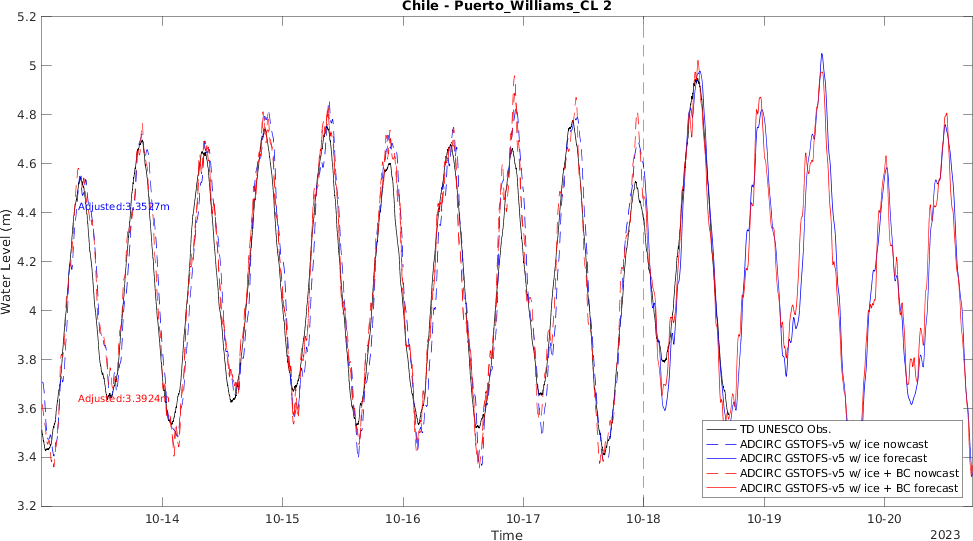 Chile - Puerto_Williams_CL 2
5.2
5
4.8
4.6
4.4
4.2
4
3.8
3.6
3.4
3.2
Water Level (m)
Adjusted:3.3527m
Adjusted:3.3924m
TD UNESCO Obs.
ADCIRC GSTOFS-v5 w/ ice nowcast
ADCIRC GSTOFS-v5 w/ ice forecast
ADCIRC GSTOFS-v5 w/ ice + BC nowcast
ADCIRC GSTOFS-v5 w/ ice + BC forecast
10-14
10-15
10-16
10-17
10-18
10-19
10-20
Time
2023